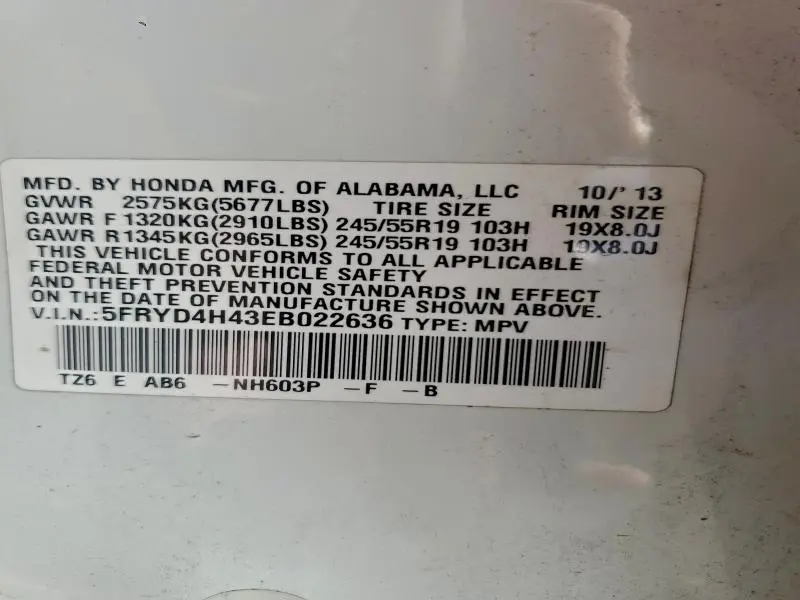 MFD. BY HONDA MFG. OF ALABAMA, LLC 10/' 13
GVWR 2575KG(5677LBS) TIRE SIZE RIM SIZE
GAWR F 1320KG(2910LBS) 245/55R19 103H 19X8.0J
GAWR R 1345KG(2965LBS) 245/55R19 103H 19X8.0J
THIS VEHICLE CONFORMS TO ALL APPLICABLE
FEDERAL MOTOR VEHICLE SAFETY
AND THEFT PREVENTION STANDARDS IN EFFECT
ON THE DATE OF MANUFACTURE SHOWN ABOVE.
V.I.N.: 5FRYD4H43EB022636 TYPE: MPV
TZ6 E AB6 -NH603P -F -B